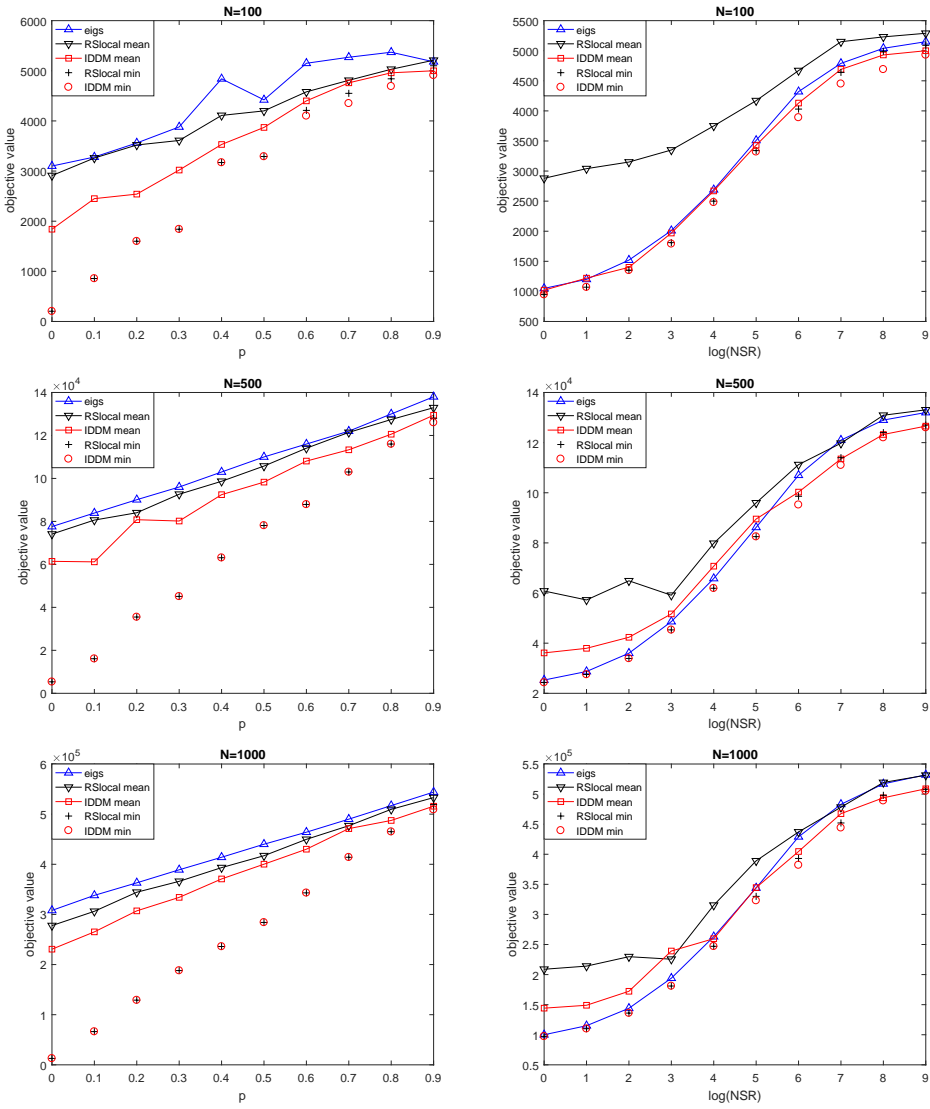 N=100
6000
5000
4000
3000
2000
1000
0
objective value
eigs
RSlocal mean
IDDM mean
RSlocal min
IDDM min
0 0.1 0.2 0.3 0.4 0.5 0.6 0.7 0.8 0.9
p
N=100
5500
5000
4500
4000
3500
3000
2500
2000
1500
1000
500
objective value
eigs
RSlocal mean
IDDM mean
RSlocal min
IDDM min
0 1 2 3 4 5 6 7 8 9
log(NSR)
N=500
×10⁴
14
12
10
8
6
4
2
0
objective value
eigs
RSlocal mean
IDDM mean
RSlocal min
IDDM min
0 0.1 0.2 0.3 0.4 0.5 0.6 0.7 0.8 0.9
p
N=500
×10⁴
14
12
10
8
6
4
2
objective value
eigs
RSlocal mean
IDDM mean
RSlocal min
IDDM min
0 1 2 3 4 5 6 7 8 9
log(NSR)
N=1000
×10⁵
6
5
4
3
2
1
0
objective value
eigs
RSlocal mean
IDDM mean
RSlocal min
IDDM min
0 0.1 0.2 0.3 0.4 0.5 0.6 0.7 0.8 0.9
p
N=1000
×10⁵
5.5
5
4.5
4
3.5
3
2.5
2
1.5
1
0.5
objective value
eigs
RSlocal mean
IDDM mean
RSlocal min
IDDM min
0 1 2 3 4 5 6 7 8 9
log(NSR)